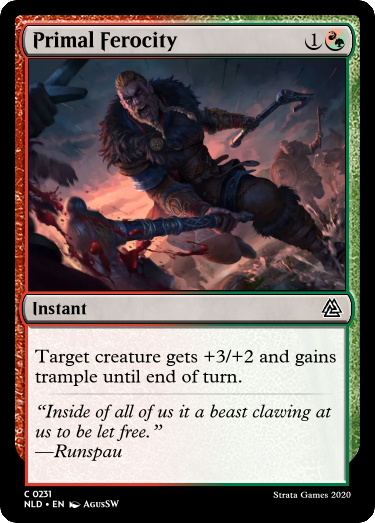 Primal Ferocity 1
Instant
Target creature gets +3/+2 and gains
trample until end of turn.
“Inside of all of us it a beast clawing at
us to be let free.”
—Runspau
C 0231
NLD • EN AgusSW
Strata Games 2020